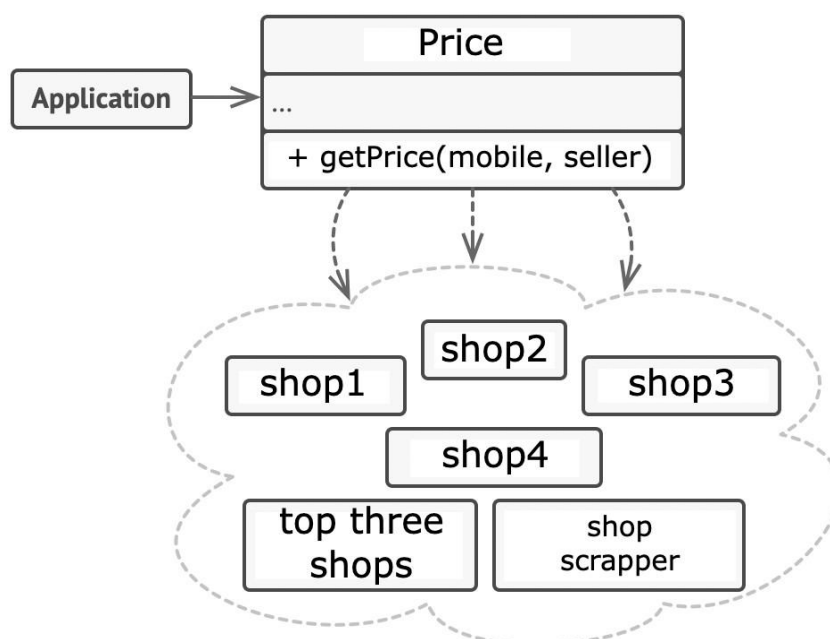 Price
Application
...
+ getPrice(mobile, seller)
shop2
shop1
shop3
shop4
top three
shops
shop
scrapper